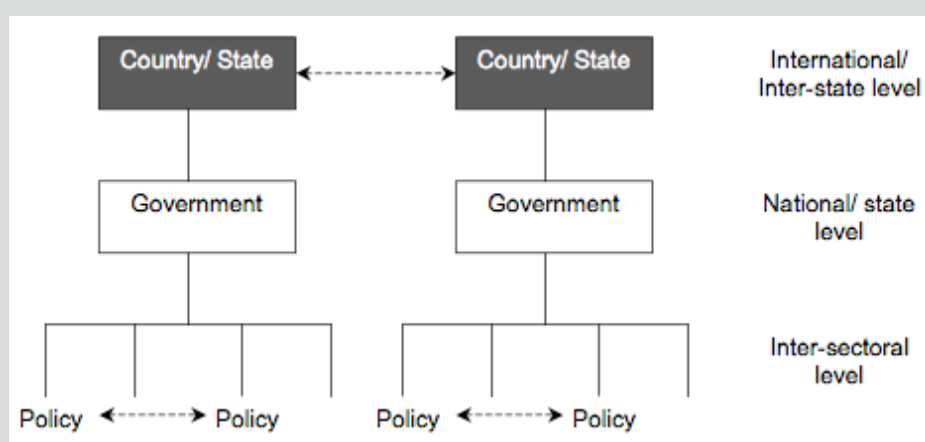 Country/ State
Country/ State
International/
Inter-state level
Government
Government
National/ state
level
Inter-sectoral
level
Policy
Policy
Policy
Policy